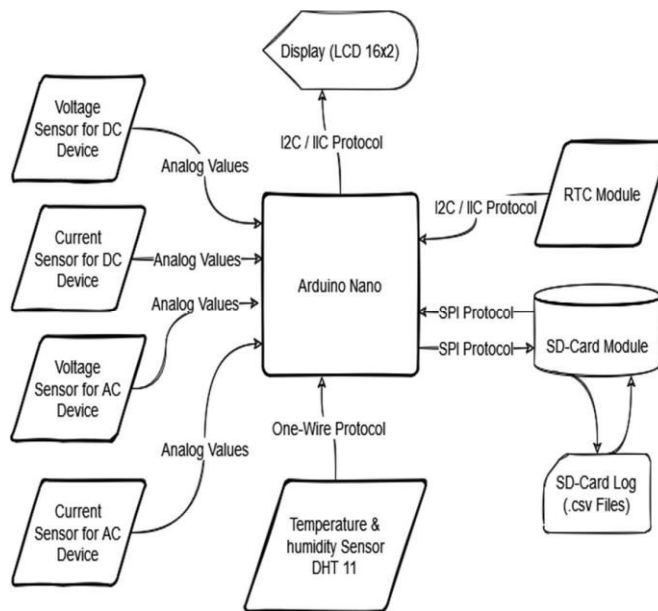 Display (LCD 16x2)
I2C / IIC Protocol
Voltage
Sensor for DC
Device
Analog Values
Current
Sensor for DC
Device
Analog Values
Voltage
Sensor for AC
Device
Analog Values
Current
Sensor for AC
Device
Analog Values
Arduino Nano
One-Wire Protocol
Temperature &
humidity Sensor
DHT 11
I2C / IIC Protocol
RTC Module
SPI Protocol
SPI Protocol
SD-Card Module
SD-Card Log
(.csv Files)